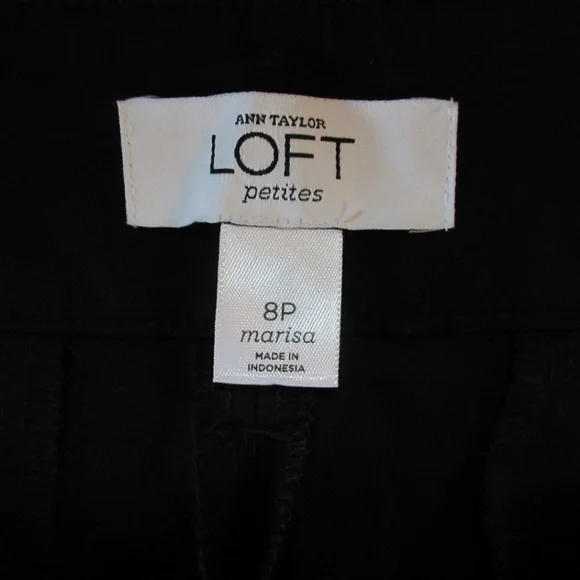 ANN TAYLOR
LOFT
petites
8P
marisa
MADE IN
INDONESIA